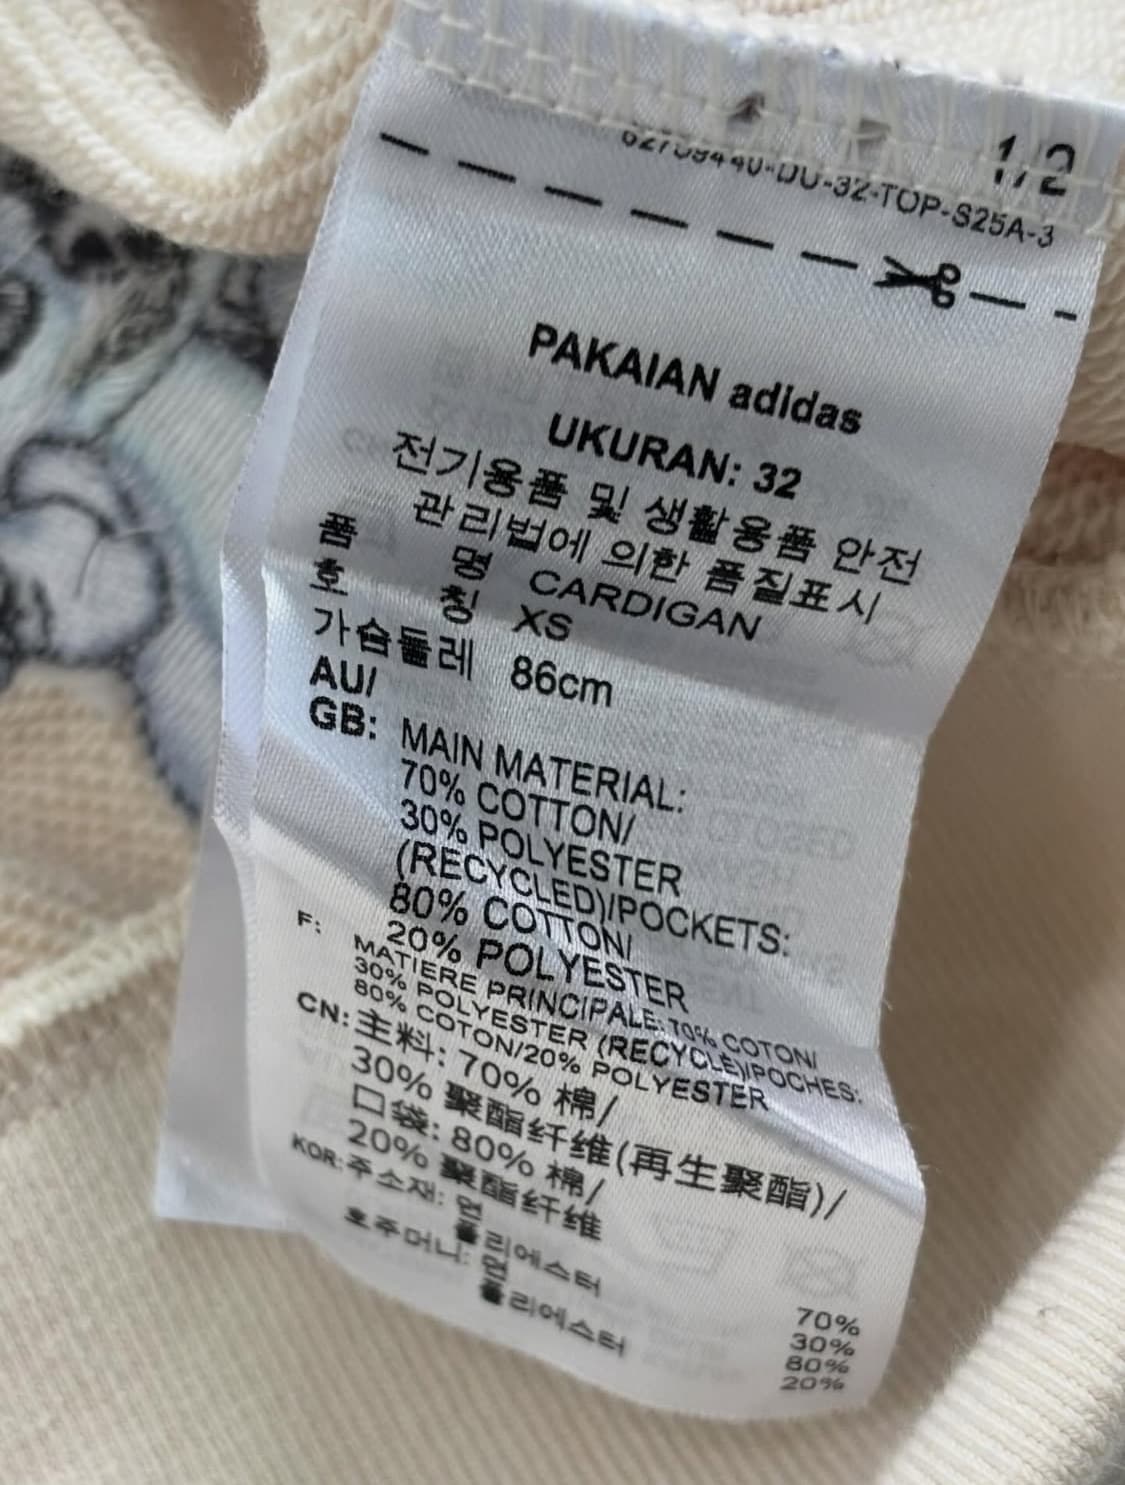 1/2
62709440-DU-32-TOP-S25A-3
PAKAIAN adidas
UKURAN: 32
전기용품 및 생활용품 안전
관리법에 의한 품질표시
품 명 CARDIGAN
호 칭 XS
가슴둘레 86cm
AU/
GB: MAIN MATERIAL:
70% COTTON/
30% POLYESTER
(RECYCLED)/POCKETS:
80% COTTON/
20% POLYESTER
F: MATIERE PRINCIPALE: 70% COTON/
30% POLYESTER (RECYCLÉ)/POCHES:
80% COTON/20% POLYESTER
CN: 主料: 70% 棉/
30% 聚酯纤维(再生聚酯)/
口袋: 80% 棉/
20% 聚酯纤维
KOR: 주소재: 면 70%
폴리에스터 30%
호주머니: 면 80%
폴리에스터 20%